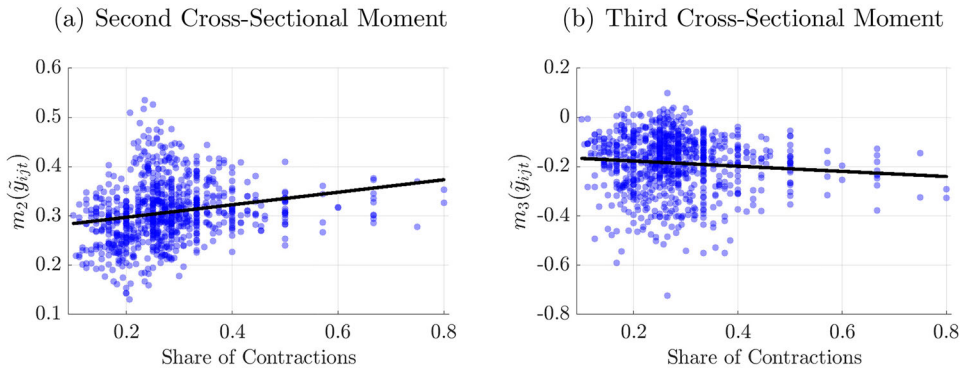 (a) Second Cross-Sectional Moment
0.6
0.5
0.4
0.3
0.2
0.1
m₂(ỹᵢⱼₜ)
0.2 0.4 0.6 0.8
Share of Contractions
(b) Third Cross-Sectional Moment
0.2
0
-0.2
-0.4
-0.6
-0.8
m₃(ỹᵢⱼₜ)
0.2 0.4 0.6 0.8
Share of Contractions